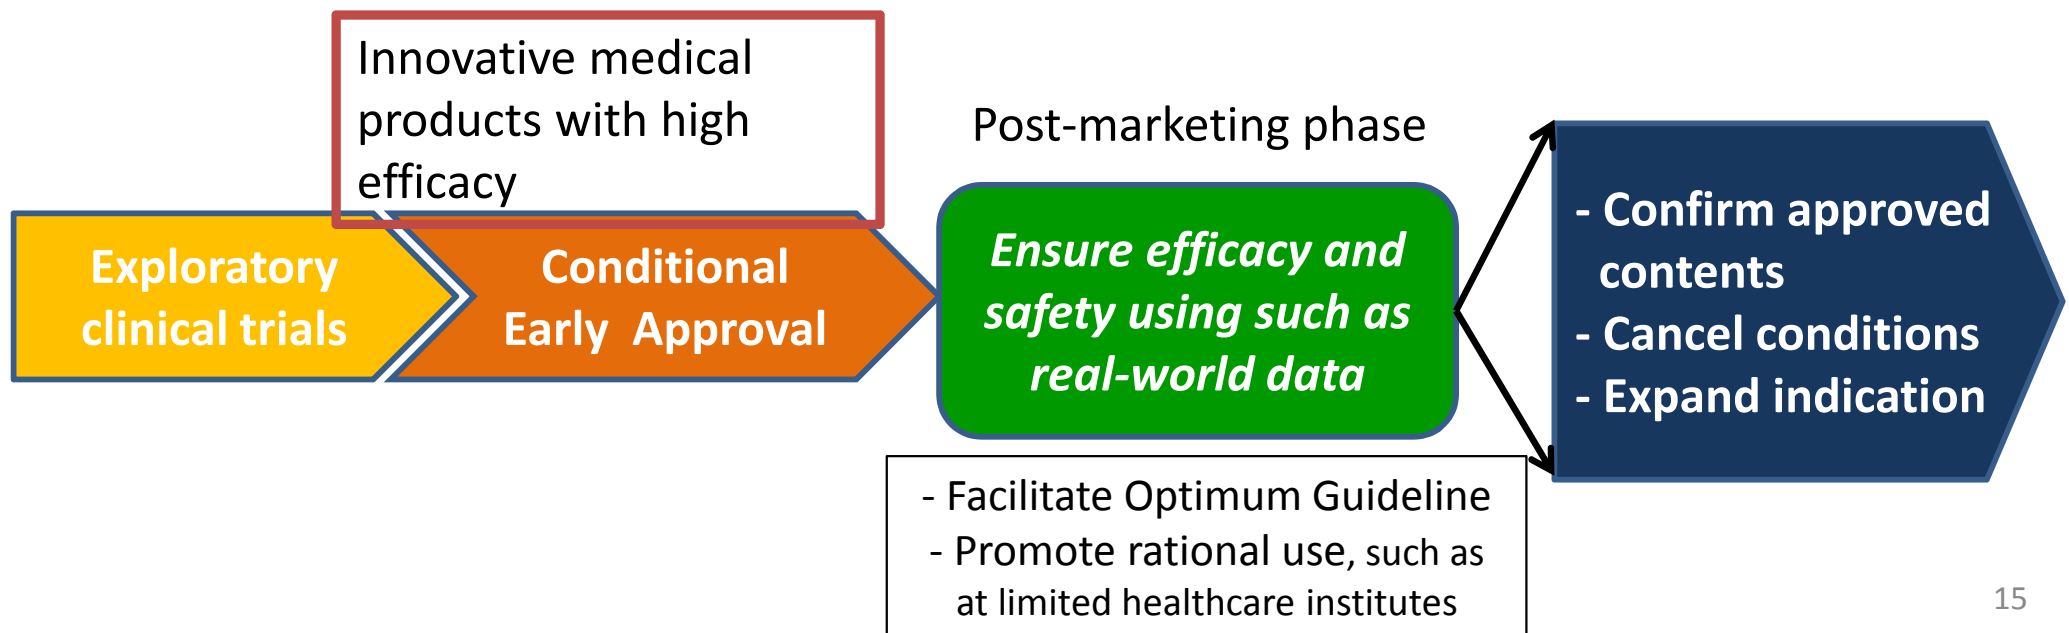 Innovative medical
products with high
efficacy
Exploratory
clinical trials
Conditional
Early Approval
Post-marketing phase
Ensure efficacy and
safety using such as
real-world data
- Facilitate Optimum Guideline
- Promote rational use, such as
at limited healthcare institutes
- Confirm approved
contents
- Cancel conditions
- Expand indication
15